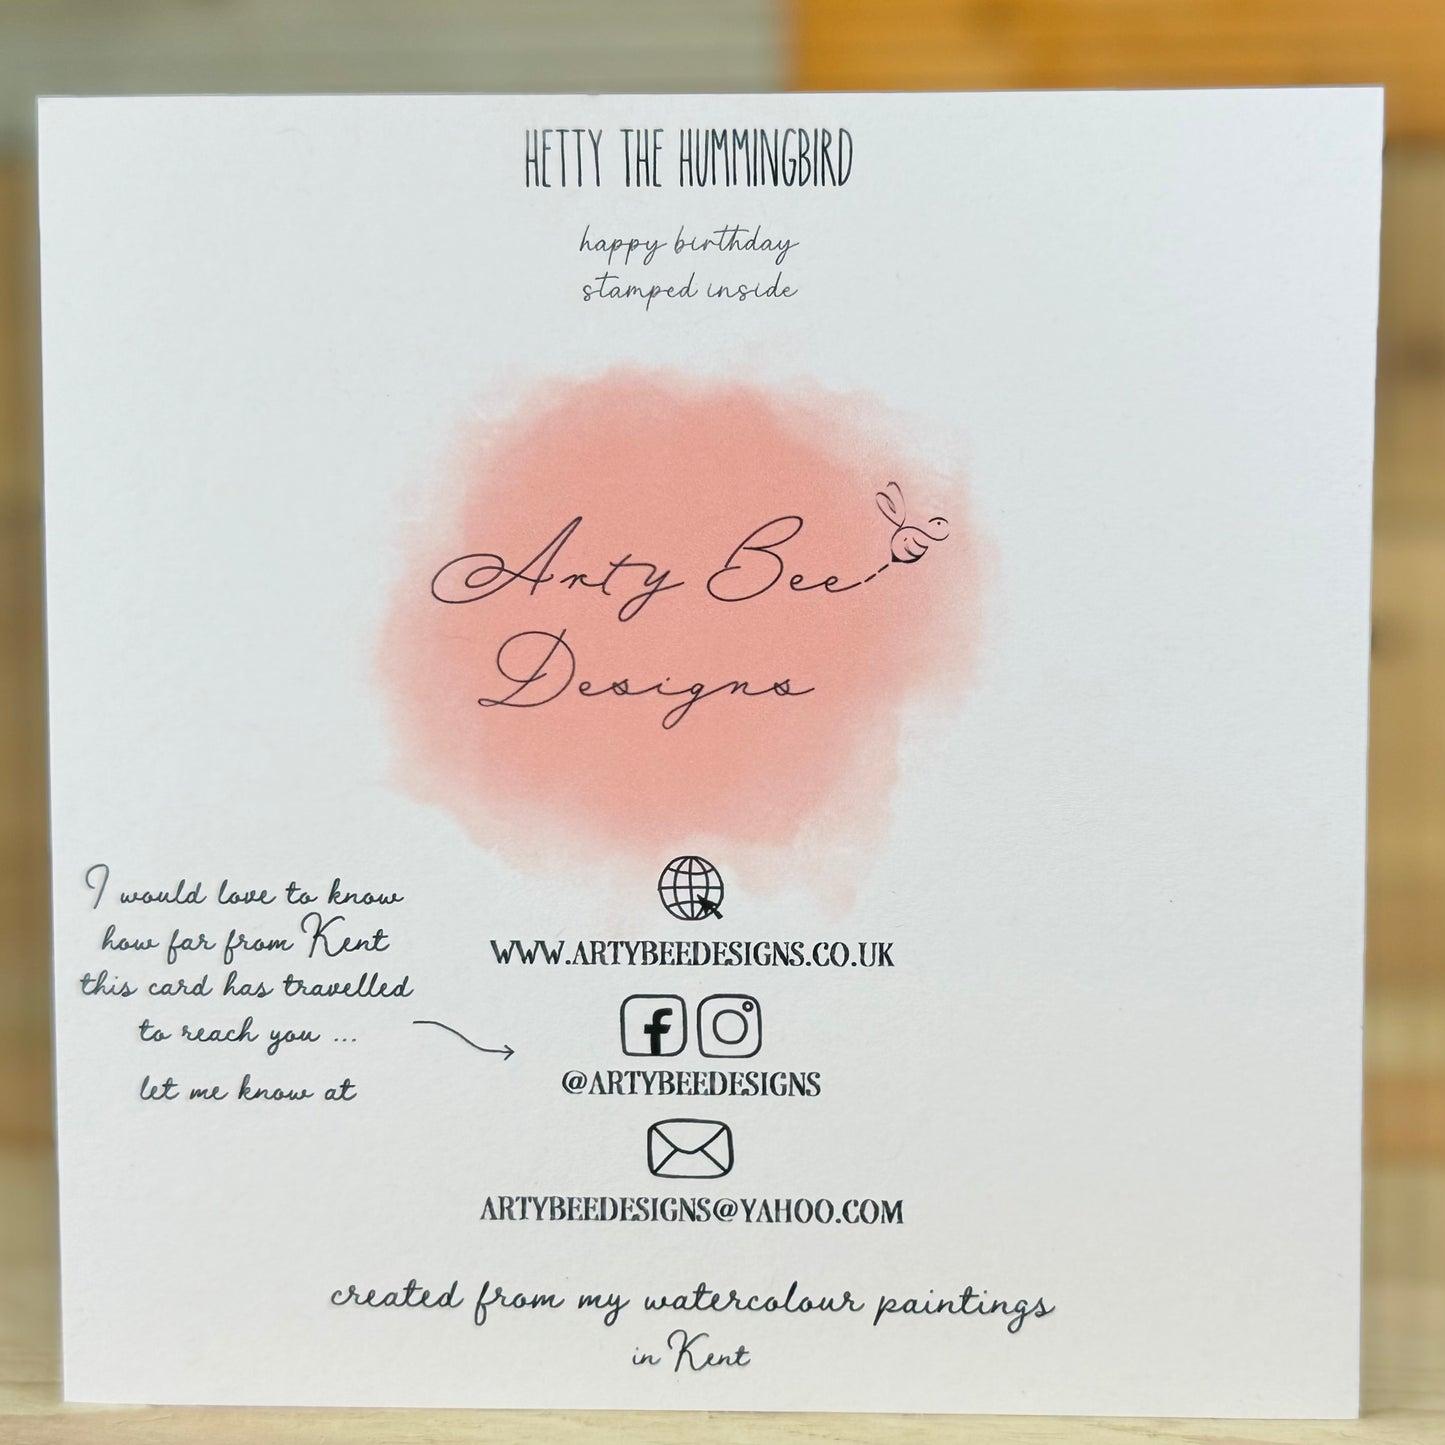 HETTY THE HUMMINGBIRD
happy birthday
stamped inside
Arty Bee
Designs
I would love to know
how far from Kent
this card has travelled
to reach you ...
let me know at
WWW.ARTYBEEDESIGNS.CO.UK
@ARTYBEEDESIGNS
ARTYBEEDESIGNS@YAHOO.COM
created from my watercolour paintings
in Kent